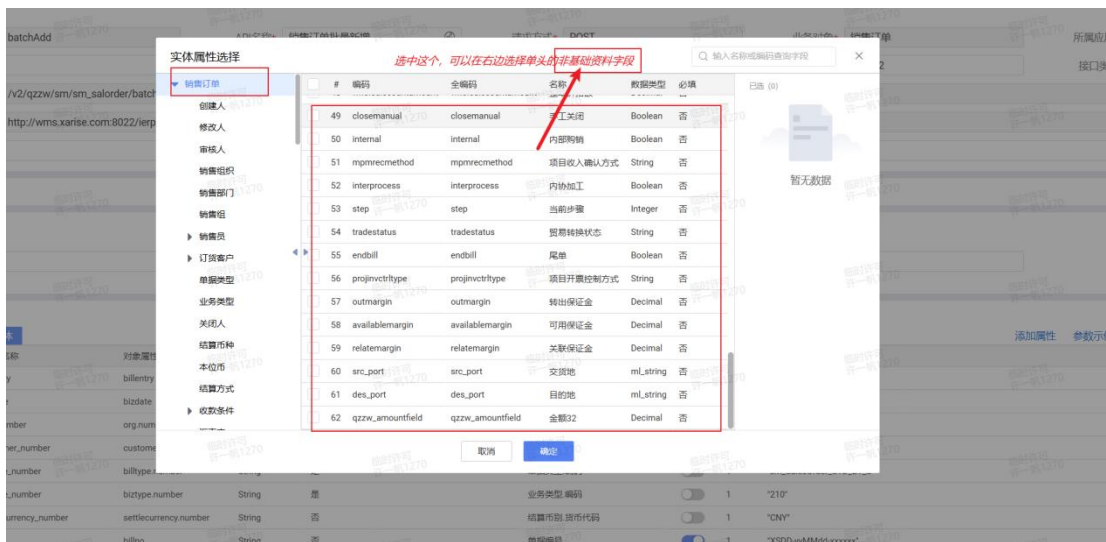 batchAdd
POST
所属应
实体属性选择
选中这个，可以在右边选择单头的非基础资料字段
输入名称或编码查询字段
/v2/qzzw/sm/sm_salorder/batch
http://wms.xarise.com:8022/ierp
销售订单
创建人
修改人
审核人
销售组织
销售部门
销售组
销售员
订货客户
单据类型
业务类型
关闭人
结算币种
本位币
结算方式
收款条件
# 编码 全编码 名称 数据类型 必填
49 closemanual closemanual 手工关闭 Boolean 否
50 internal internal 内部购销 Boolean 否
51 mpmrecmethod mpmrecmethod 项目收入确认方式 String 否
52 interprocess interprocess 内协加工 Boolean 否
53 step step 当前步骤 Integer 否
54 tradestatus tradestatus 贸易转换状态 String 否
55 endbill endbill 尾单 Boolean 否
56 projinvctrltype projinvctrltype 项目开票控制方式 String 否
57 outmargin outmargin 转出保证金 Decimal 否
58 availablemargin availablemargin 可用保证金 Decimal 否
59 relatemargin relatemargin 关联保证金 Decimal 否
60 src_port src_port 交货地 ml_string 否
61 des_port des_port 目的地 ml_string 否
62 qzzw_amountfield qzzw_amountfield 金额32 Decimal 否
已选 (0)
暂无数据
取消 确定
添加属性 参数示例
对象属性
billentry
bizdate
org.num
custome
_number biztype.number String 是 业务类型.编码 1 "210"
urrency_number settlecurrency.number String 否 结算币别.货币代码 1 "CNY"